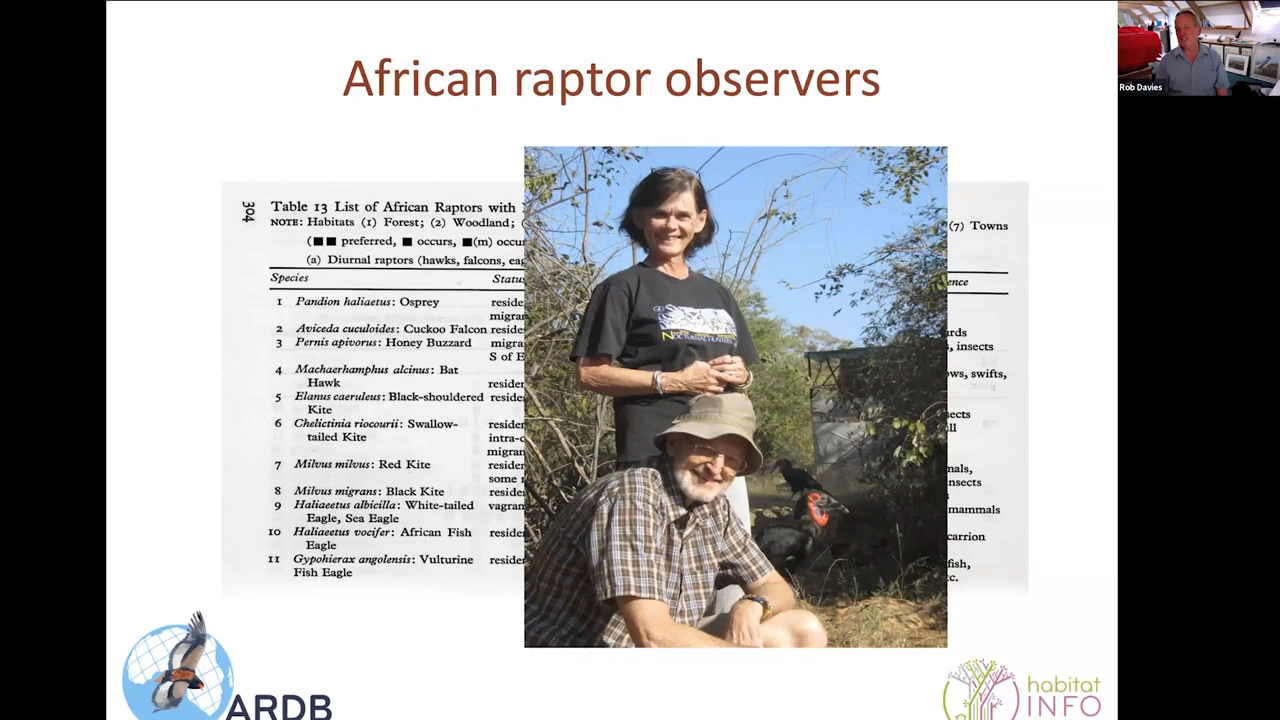 African raptor observers
Rob Davies
304
Table 13 List of African Raptors with
NOTE: Habitats (1) Forest; (2) Woodland;
(7) Towns
(■■ preferred, ■ occurs, ■(m) occu
(a) Diurnal raptors (hawks, falcons, eag
Species Status
ence
1 Pandion haliaetus: Osprey reside
migran
2 Aviceda cuculoides: Cuckoo Falcon reside
rds
3 Pernis apivorus: Honey Buzzard migra
, insects
S of E
4 Machaerhamphus alcinus: Bat
ows, swifts,
Hawk reside
5 Elanus caeruleus: Black-shouldered reside
Kite
sects
6 Chelictinia riocourii: Swallow- reside
ll
tailed Kite intra-c
migran
7 Milvus milvus: Red Kite reside
mals,
some
nsects
8 Milvus migrans: Black Kite reside
9 Haliaeetus albicilla: White-tailed vagran
mammals
Eagle, Sea Eagle
10 Haliaeetus vocifer: African Fish reside
carrion
Eagle
11 Gypohierax angolensis: Vulturine reside
fish,
Fish Eagle
tc.
NOCTURNAL HUNTERS
ARDB
habitat
INFO